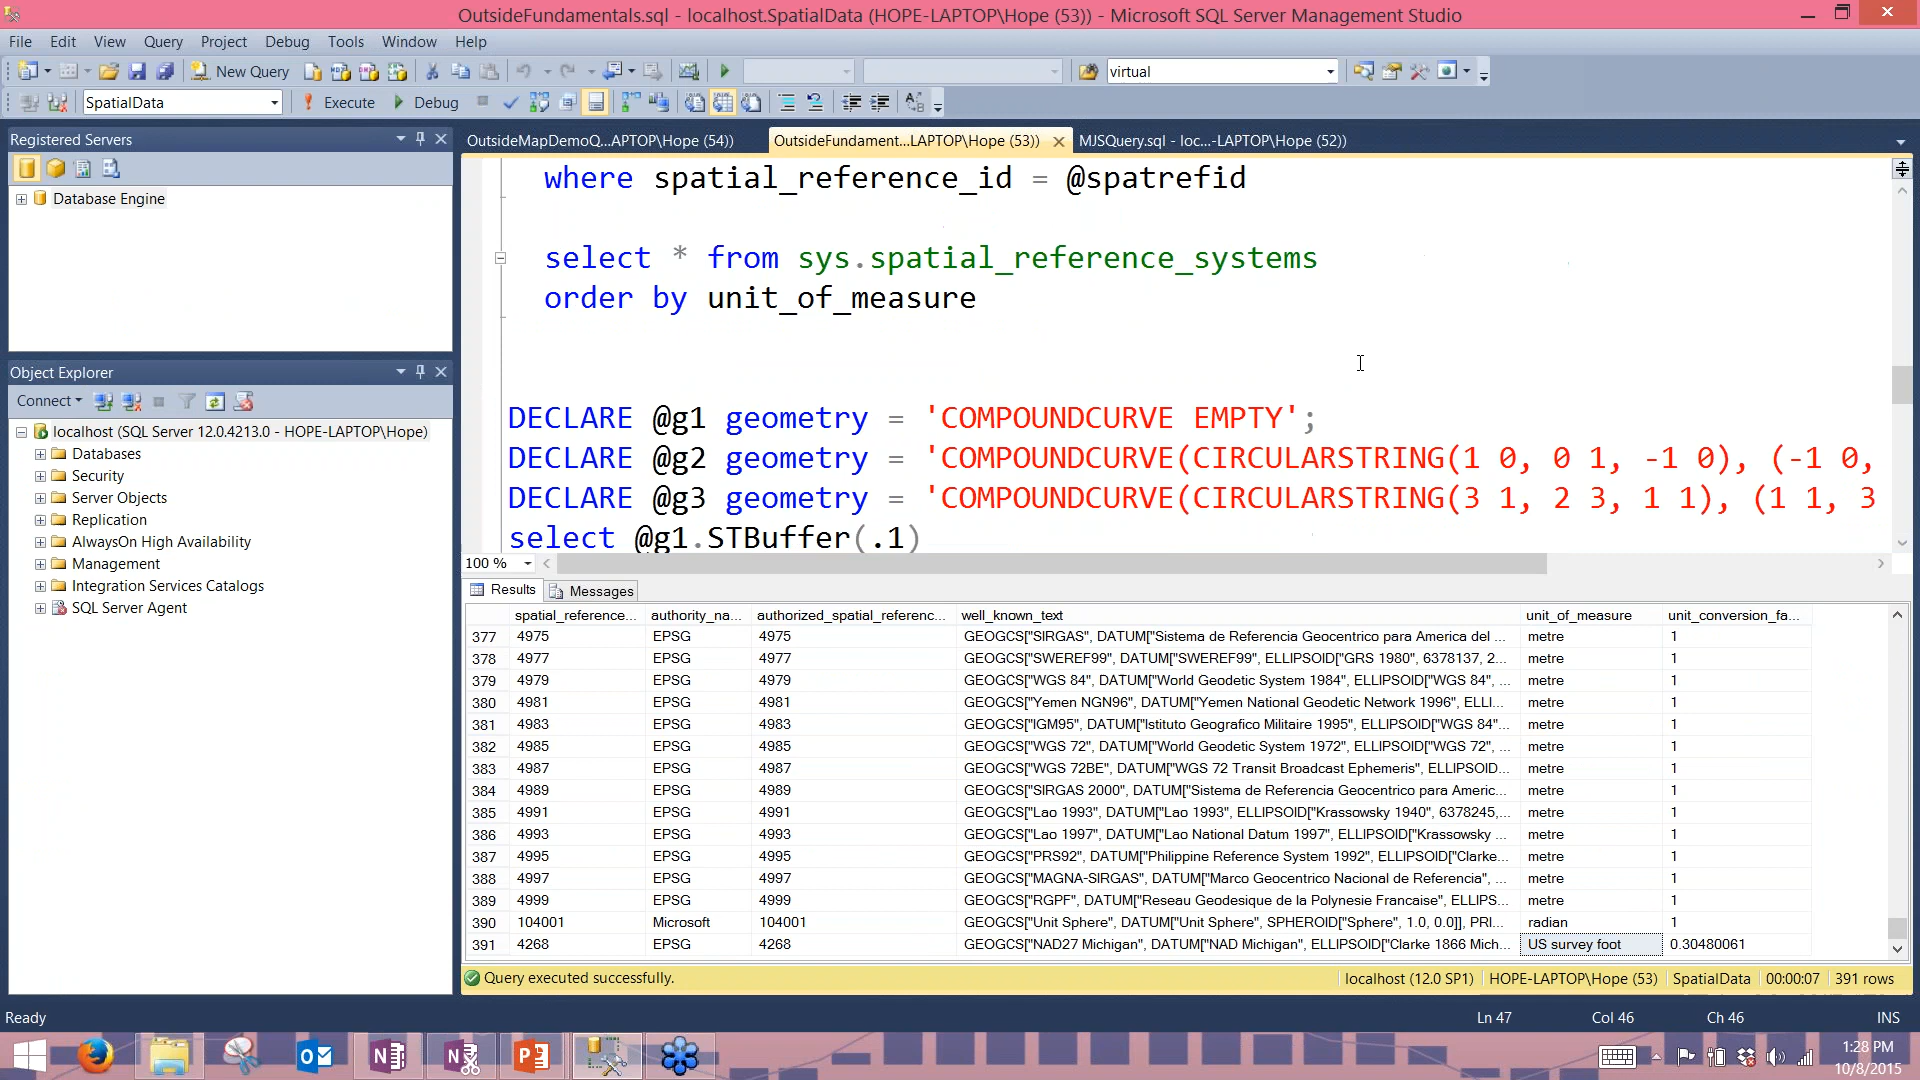 OutsideFundamentals.sql - localhost.SpatialData (HOPE-LAPTOP\Hope (53)) - Microsoft SQL Server Management Studio
File Edit View Query Project Debug Tools Window Help
New Query virtual
SpatialData Execute Debug
Registered Servers
Database Engine
Object Explorer
Connect
localhost (SQL Server 12.0.4213.0 - HOPE-LAPTOP\Hope)
Databases
Security
Server Objects
Replication
AlwaysOn High Availability
Management
Integration Services Catalogs
SQL Server Agent
OutsideMapDemoQ...APTOP\Hope (54)) OutsideFundament...LAPTOP\Hope (53)) MJSQuery.sql - loc...-LAPTOP\Hope (52))
where spatial_reference_id = @spatrefid
select * from sys.spatial_reference_systems
order by unit_of_measure
DECLARE @g1 geometry = 'COMPOUNDCURVE EMPTY';
DECLARE @g2 geometry = 'COMPOUNDCURVE(CIRCULARSTRING(1 0, 0 1, -1 0), (-1 0,
DECLARE @g3 geometry = 'COMPOUNDCURVE(CIRCULARSTRING(3 1, 2 3, 1 1), (1 1, 3
select @g1.STBuffer(.1)
100 %
Results Messages
spatial_reference... authority_na... authorized_spatial_referenc... well_known_text unit_of_measure unit_conversion_fa...
377 4975 EPSG 4975 GEOGCS["SIRGAS", DATUM["Sistema de Referencia Geocentrico para America del ... metre 1
378 4977 EPSG 4977 GEOGCS["SWEREF99", DATUM["SWEREF99", ELLIPSOID["GRS 1980", 6378137, 2... metre 1
379 4979 EPSG 4979 GEOGCS["WGS 84", DATUM["World Geodetic System 1984", ELLIPSOID["WGS 84", ... metre 1
380 4981 EPSG 4981 GEOGCS["Yemen NGN96", DATUM["Yemen National Geodetic Network 1996", ELLI... metre 1
381 4983 EPSG 4983 GEOGCS["IGM95", DATUM["Istituto Geografico Militaire 1995", ELLIPSOID["WGS 84"... metre 1
382 4985 EPSG 4985 GEOGCS["WGS 72", DATUM["World Geodetic System 1972", ELLIPSOID["WGS 72", ... metre 1
383 4987 EPSG 4987 GEOGCS["WGS 72BE", DATUM["WGS 72 Transit Broadcast Ephemeris", ELLIPSOID... metre 1
384 4989 EPSG 4989 GEOGCS["SIRGAS 2000", DATUM["Sistema de Referencia Geocentrico para Americ... metre 1
385 4991 EPSG 4991 GEOGCS["Lao 1993", DATUM["Lao 1993", ELLIPSOID["Krassowsky 1940", 6378245,... metre 1
386 4993 EPSG 4993 GEOGCS["Lao 1997", DATUM["Lao National Datum 1997", ELLIPSOID["Krassowsky ... metre 1
387 4995 EPSG 4995 GEOGCS["PRS92", DATUM["Philippine Reference System 1992", ELLIPSOID["Clarke... metre 1
388 4997 EPSG 4997 GEOGCS["MAGNA-SIRGAS", DATUM["Marco Geocentrico Nacional de Referencia", ... metre 1
389 4999 EPSG 4999 GEOGCS["RGPF", DATUM["Reseau Geodesique de la Polynesie Francaise", ELLIPS... metre 1
390 104001 Microsoft 104001 GEOGCS["Unit Sphere", DATUM["Unit Sphere", SPHEROID["Sphere", 1.0, 0.0]], PRI... radian 1
391 4268 EPSG 4268 GEOGCS["NAD27 Michigan", DATUM["NAD Michigan", ELLIPSOID["Clarke 1866 Mich... US survey foot 0.30480061
Query executed successfully. localhost (12.0 SP1) HOPE-LAPTOP\Hope (53) SpatialData 00:00:07 391 rows
Ready Ln 47 Col 46 Ch 46 INS
1:28 PM
10/8/2015